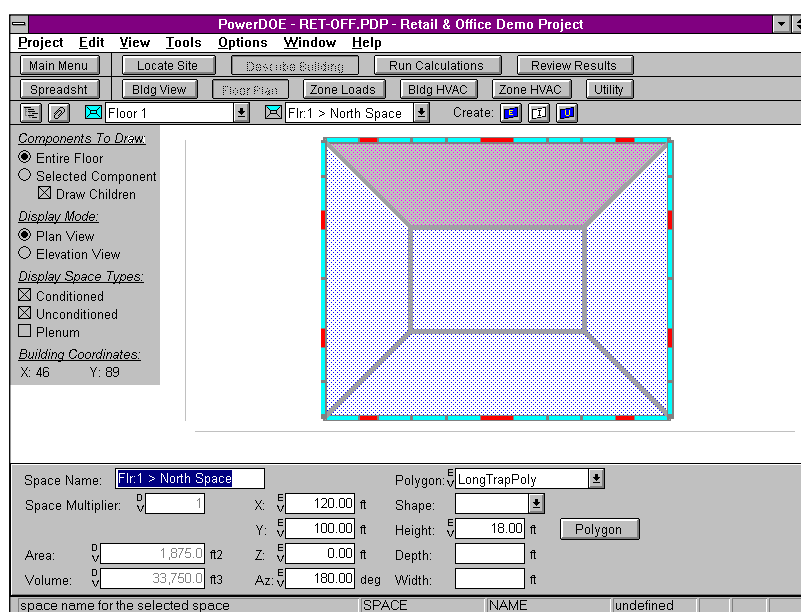 PowerDOE - RET-OFF.PDP - Retail & Office Demo Project
Project Edit View Tools Options Window Help
Main Menu Locate Site Describe Building Run Calculations Review Results
Spreadsht Bldg View Floor Plan Zone Loads Bldg HVAC Zone HVAC Utility
Floor 1 Flr:1 > North Space Create: E I U
Components To Draw:
Entire Floor
Selected Component
Draw Children
Display Mode:
Plan View
Elevation View
Display Space Types:
Conditioned
Unconditioned
Plenum
Building Coordinates:
X: 46 Y: 89
Space Name: Flr:1 > North Space Polygon: E V LongTrapPoly
Space Multiplier: D V 1 X: E V 120.00 ft Shape:
Y: E V 100.00 ft Height: E V 18.00 ft Polygon
Area: D V 1,875.0 ft2 Z: E V 0.00 ft Depth: ft
Volume: D V 33,750.0 ft3 Az: E V 180.00 deg Width: ft
space name for the selected space SPACE NAME undefined